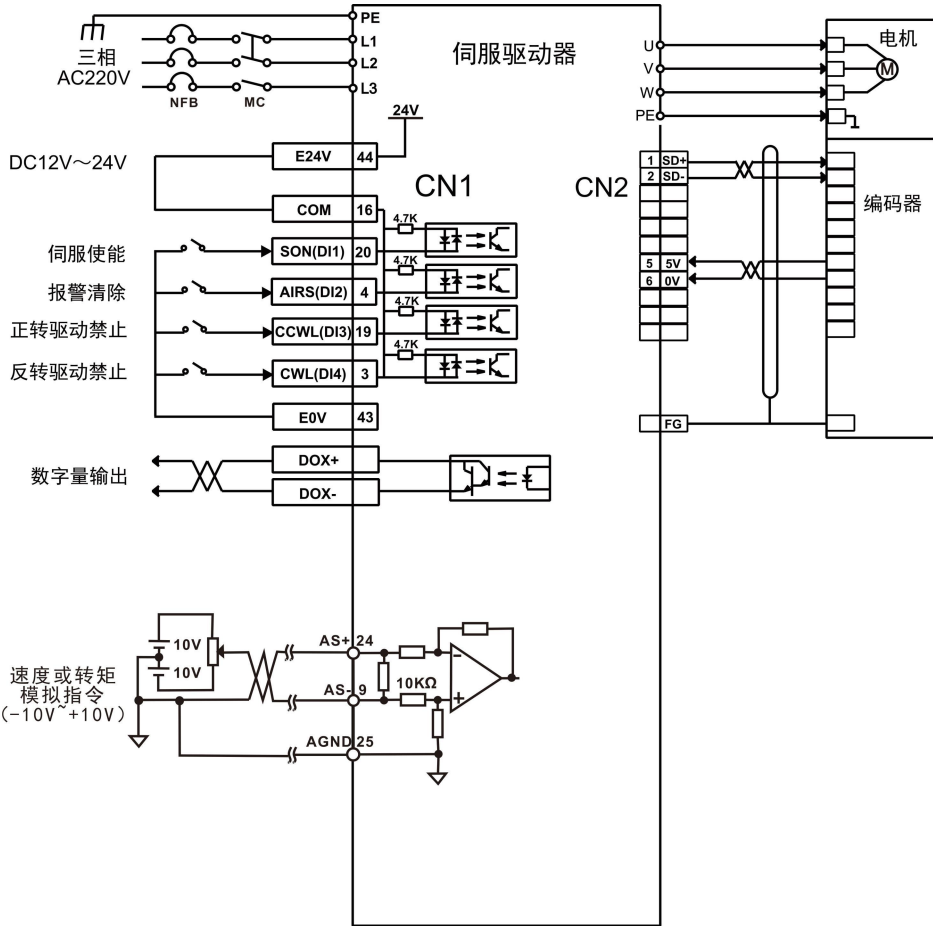 PE
三相
AC220V
L1
L2
L3
NFB
MC
伺服驱动器
U
V
W
PE
电机
M
24V
DC12V～24V
E24V 44
COM 16
CN1
CN2
4.7K
伺服使能
SON(DI1) 20
4.7K
报警清除
AIRS(DI2) 4
4.7K
正转驱动禁止
CCWL(DI3) 19
4.7K
反转驱动禁止
CWL(DI4) 3
E0V 43
1 SD+
2 SD-
5 5V
6 0V
FG
编码器
数字量输出
DOX+
DOX-
速度或转矩
模拟指令
(-10V~+10V)
10V
10V
AS+ 24
AS- 9
AGND 25
10KΩ
-
+